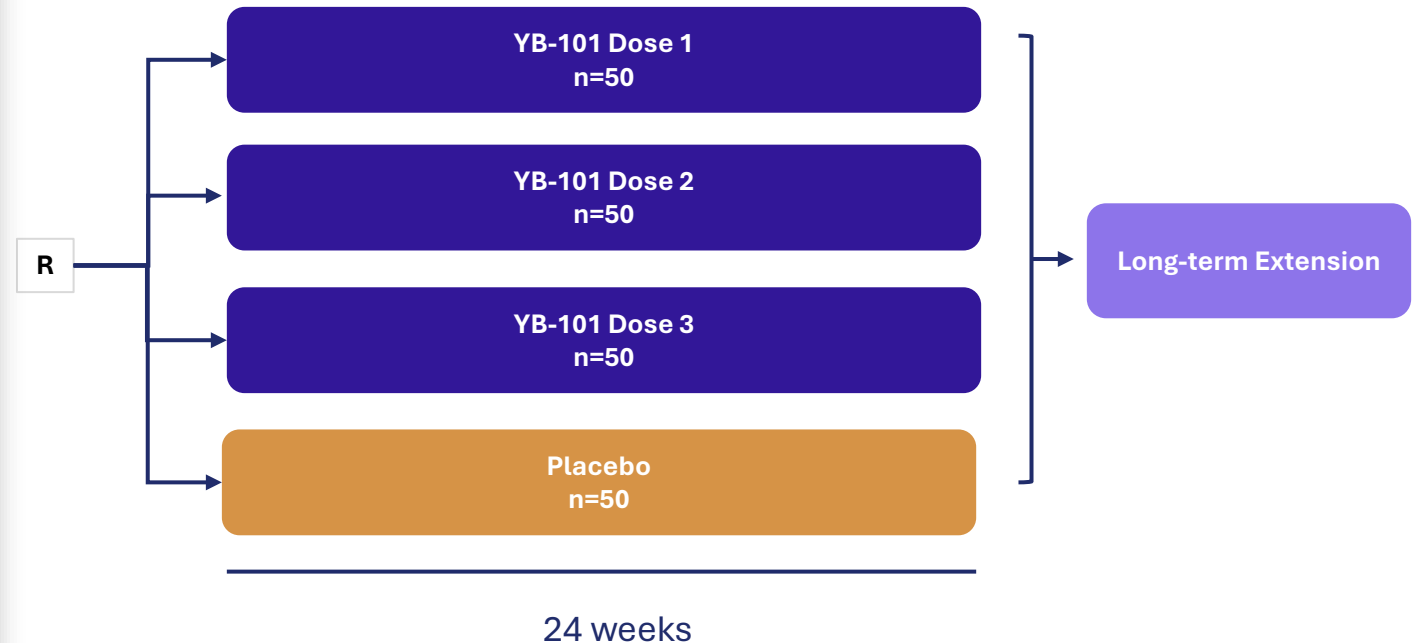 YB-101 Dose 1
n=50
YB-101 Dose 2
n=50
R
Long-term Extension
YB-101 Dose 3
n=50
Placebo
n=50
24 weeks